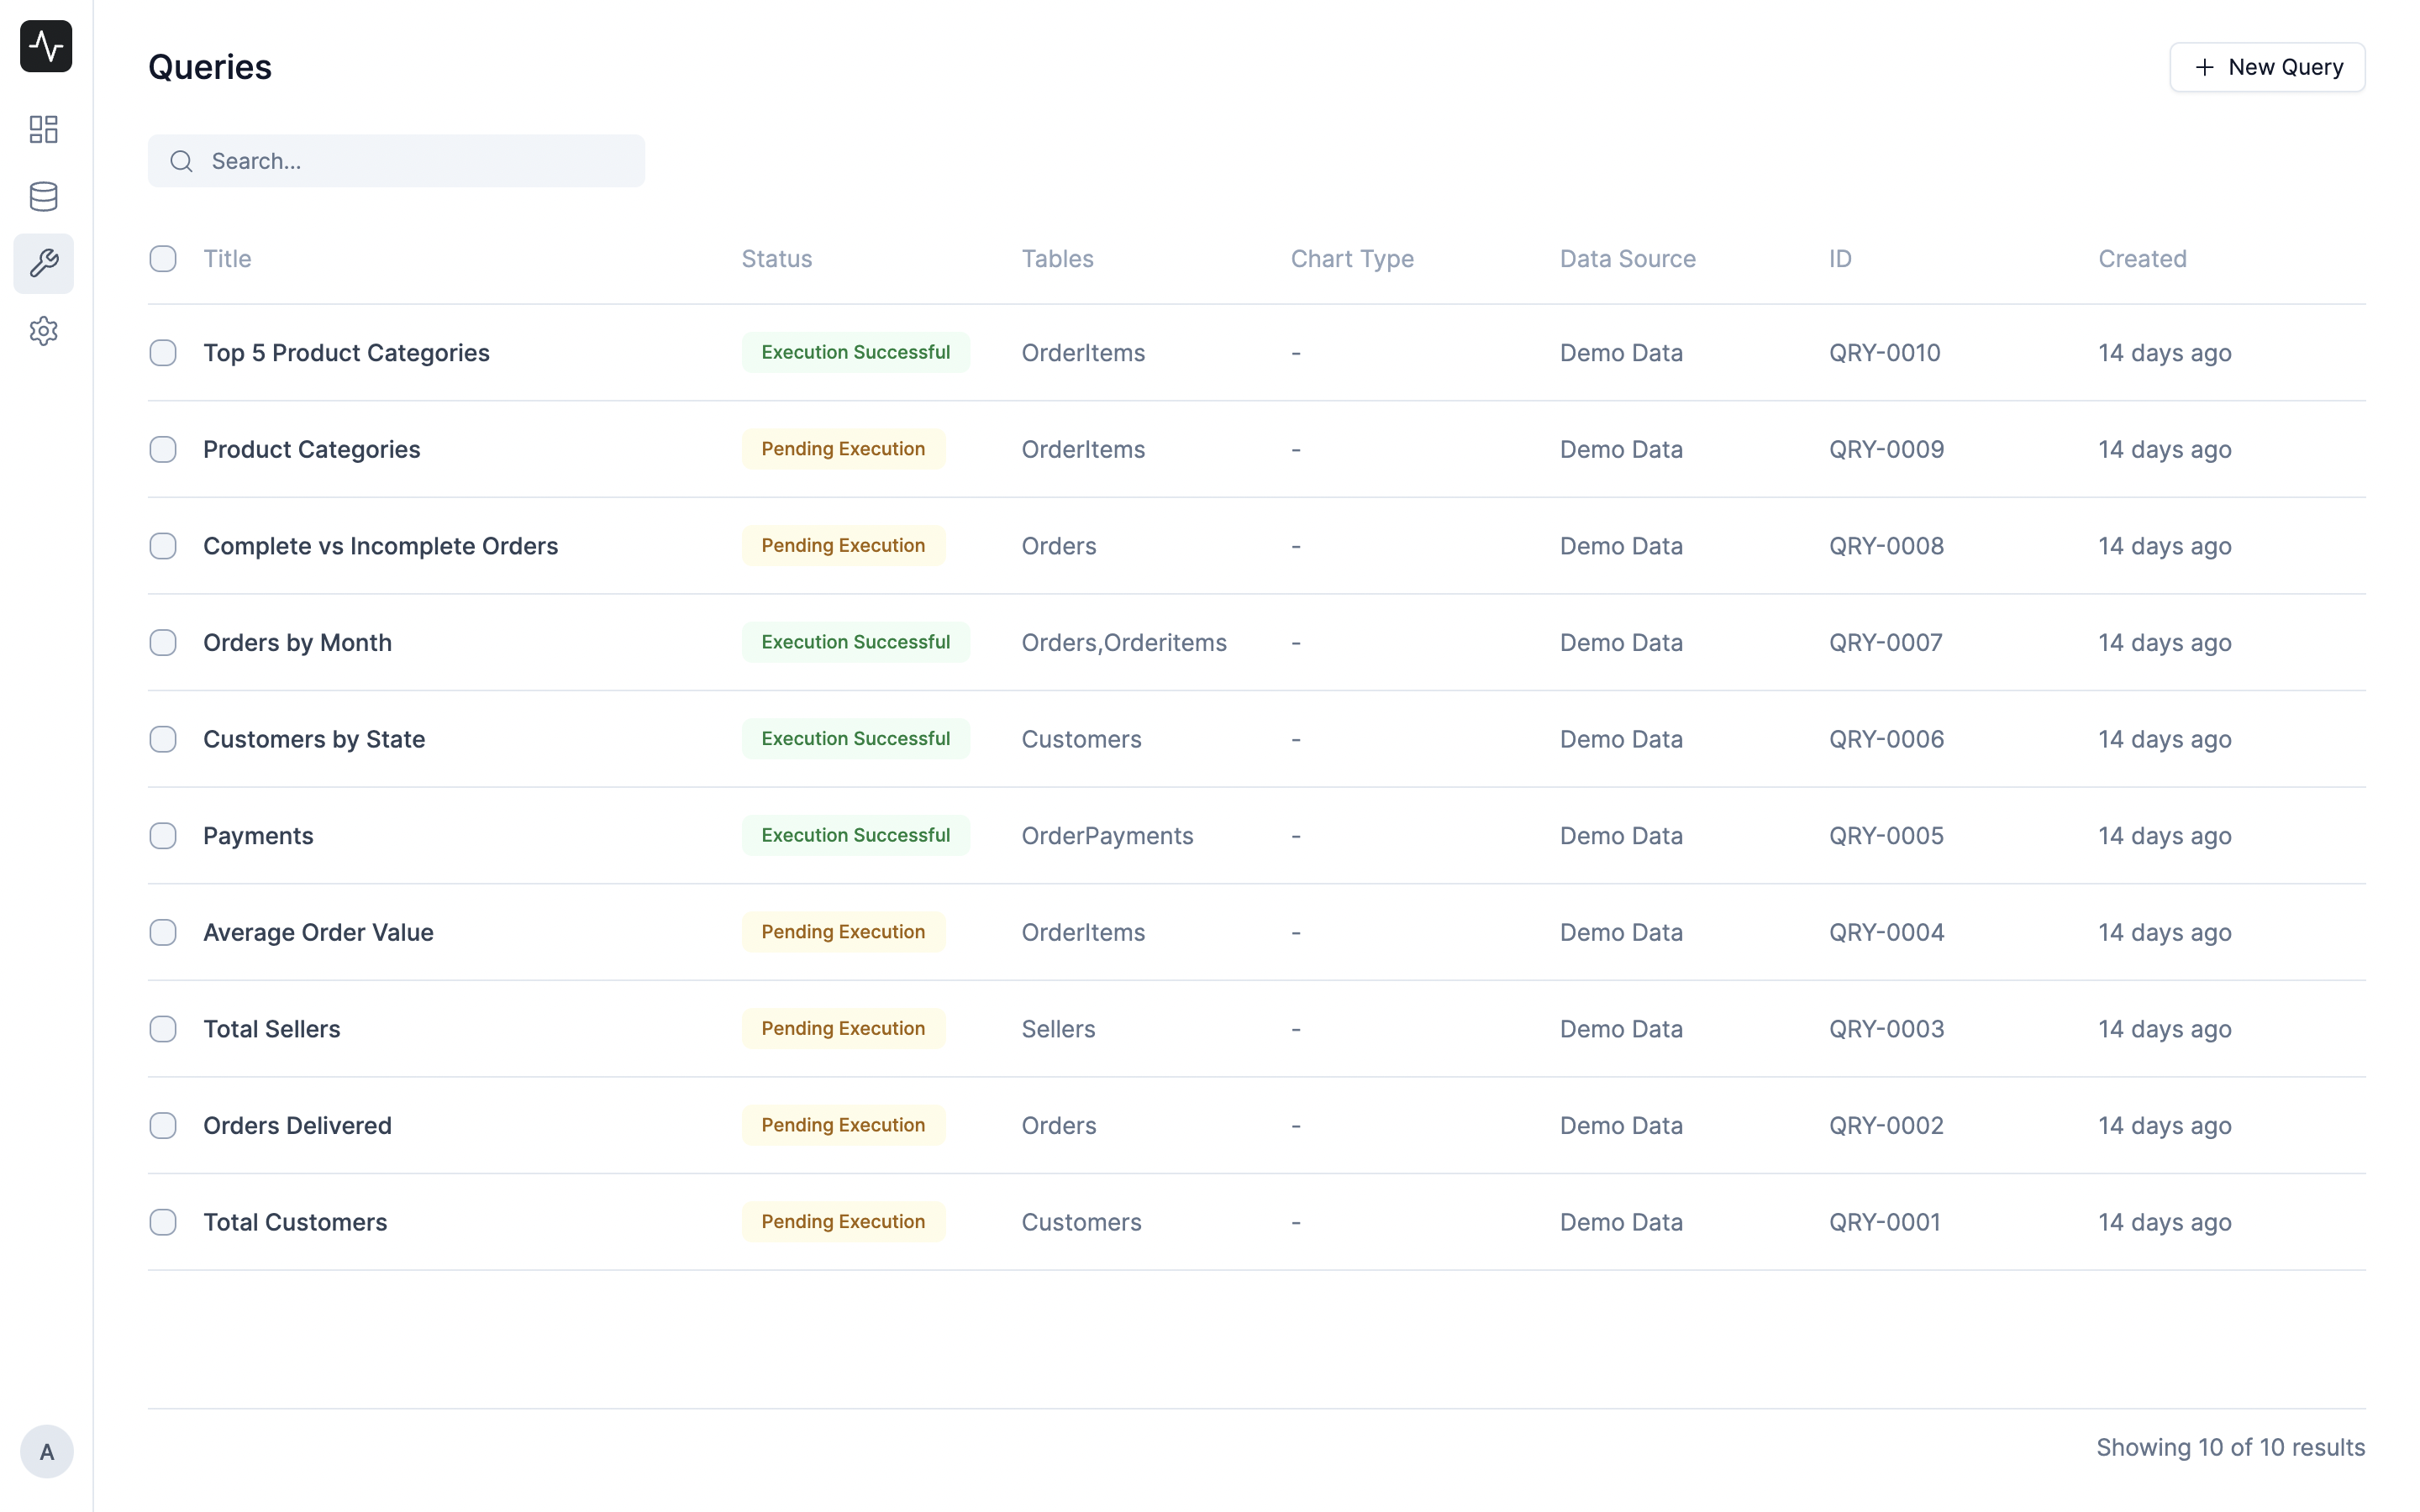 Queries
New Query
Search...
Title Status Tables Chart Type Data Source ID Created
Top 5 Product Categories Execution Successful OrderItems - Demo Data QRY-0010 14 days ago
Product Categories Pending Execution OrderItems - Demo Data QRY-0009 14 days ago
Complete vs Incomplete Orders Pending Execution Orders - Demo Data QRY-0008 14 days ago
Orders by Month Execution Successful Orders,Orderitems - Demo Data QRY-0007 14 days ago
Customers by State Execution Successful Customers - Demo Data QRY-0006 14 days ago
Payments Execution Successful OrderPayments - Demo Data QRY-0005 14 days ago
Average Order Value Pending Execution OrderItems - Demo Data QRY-0004 14 days ago
Total Sellers Pending Execution Sellers - Demo Data QRY-0003 14 days ago
Orders Delivered Pending Execution Orders - Demo Data QRY-0002 14 days ago
Total Customers Pending Execution Customers - Demo Data QRY-0001 14 days ago
A
Showing 10 of 10 results